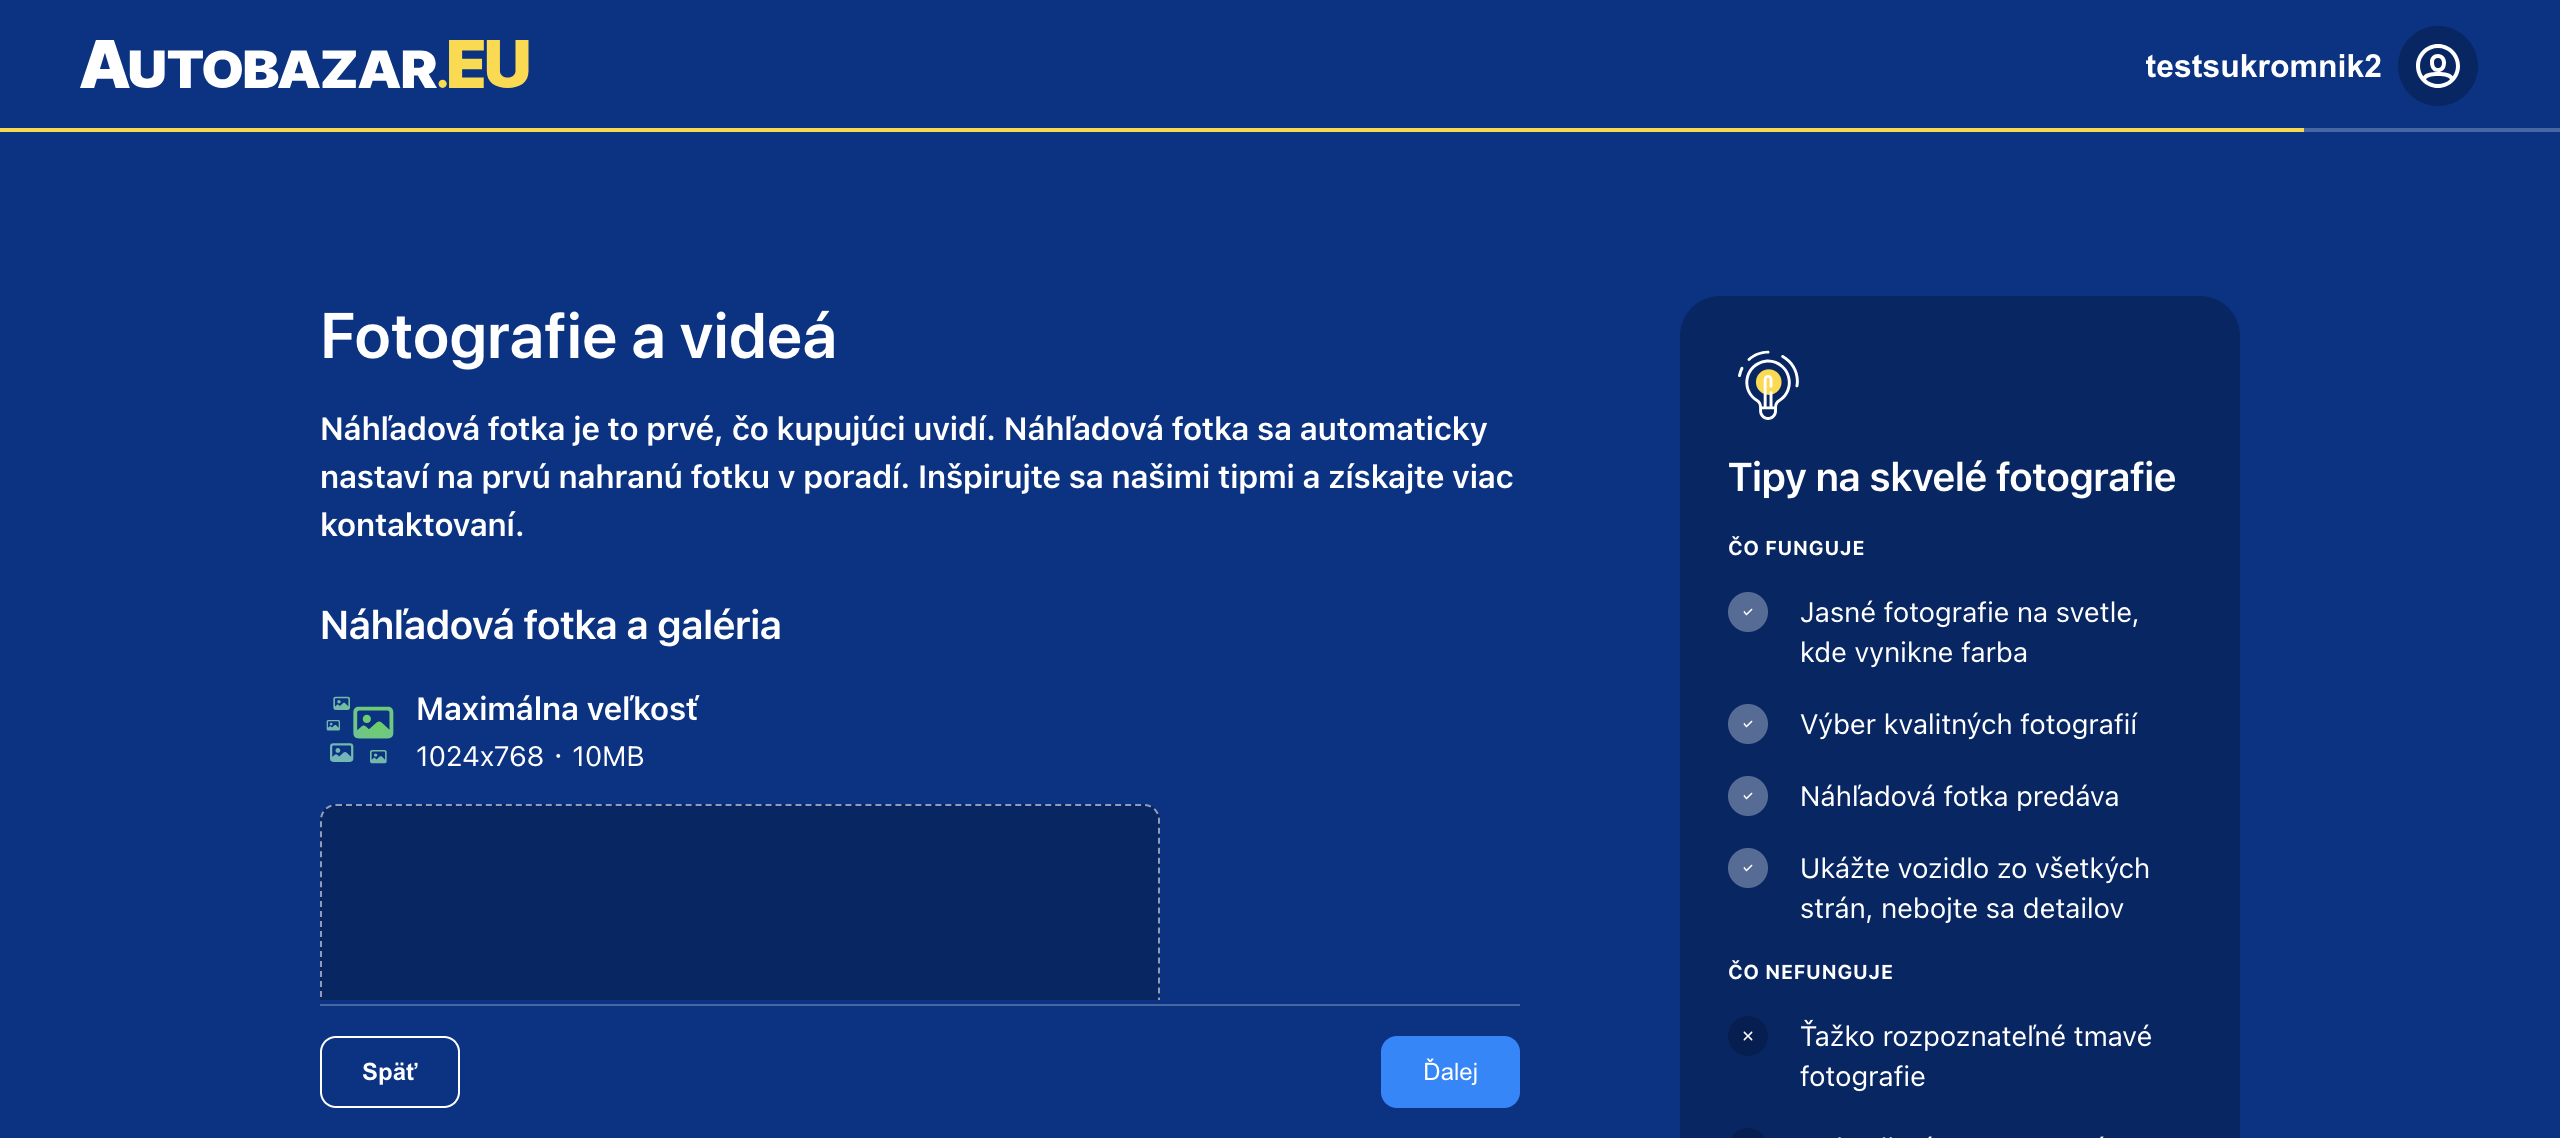 AUTOBAZAR.EU
testsukromnik2
Fotografie a videá
Náhľadová fotka je to prvé, čo kupujúci uvidí. Náhľadová fotka sa automaticky
nastaví na prvú nahranú fotku v poradí. Inšpirujte sa našimi tipmi a získajte viac
kontaktovaní.
Náhľadová fotka a galéria
Maximálna veľkosť
1024x768 · 10MB
Späť
Ďalej
Tipy na skvelé fotografie
ČO FUNGUJE
Jasné fotografie na svetle,
kde vynikne farba
Výber kvalitných fotografií
Náhľadová fotka predáva
Ukážte vozidlo zo všetkých
strán, nebojte sa detailov
ČO NEFUNGUJE
Ťažko rozpoznateľné tmavé
fotografie